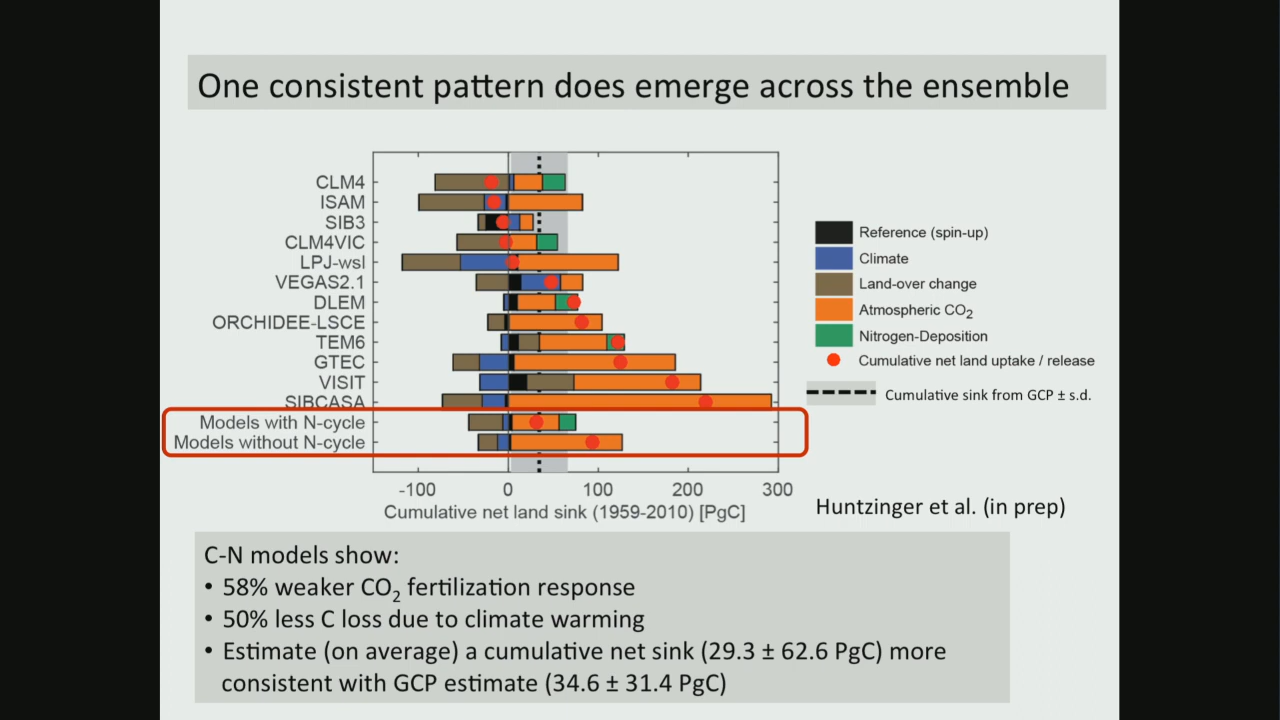 One consistent pattern does emerge across the ensemble
CLM4
ISAM
SIB3
CLM4VIC
LPJ-wsl
VEGAS2.1
DLEM
ORCHIDEE-LSCE
TEM6
GTEC
VISIT
SIBCASA
Models with N-cycle
Models without N-cycle
-100 0 100 200 300
Cumulative net land sink (1959-2010) [PgC]
Reference (spin-up)
Climate
Land-over change
Atmospheric CO2
Nitrogen-Deposition
Cumulative net land uptake / release
Cumulative sink from GCP ± s.d.
Huntzinger et al. (in prep)
C-N models show:
• 58% weaker CO2 fertilization response
• 50% less C loss due to climate warming
• Estimate (on average) a cumulative net sink (29.3 ± 62.6 PgC) more
consistent with GCP estimate (34.6 ± 31.4 PgC)